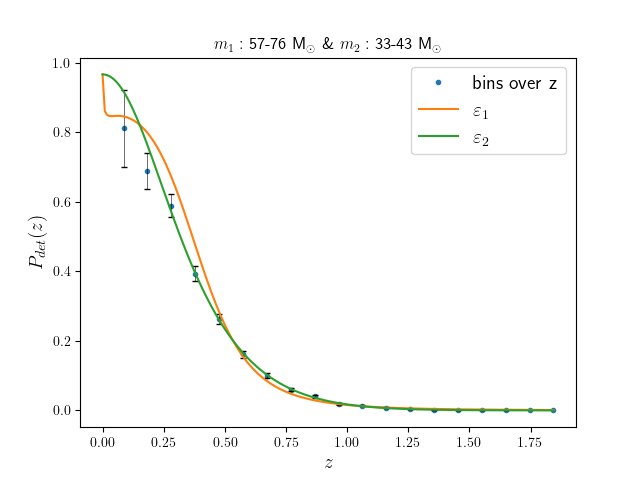 m₁ : 57-76 M☉ & m₂ : 33-43 M☉
bins over z
ε₁
ε₂
P_det(z)
1.0
0.8
0.6
0.4
0.2
0.0
0.00 0.25 0.50 0.75 1.00 1.25 1.50 1.75
z